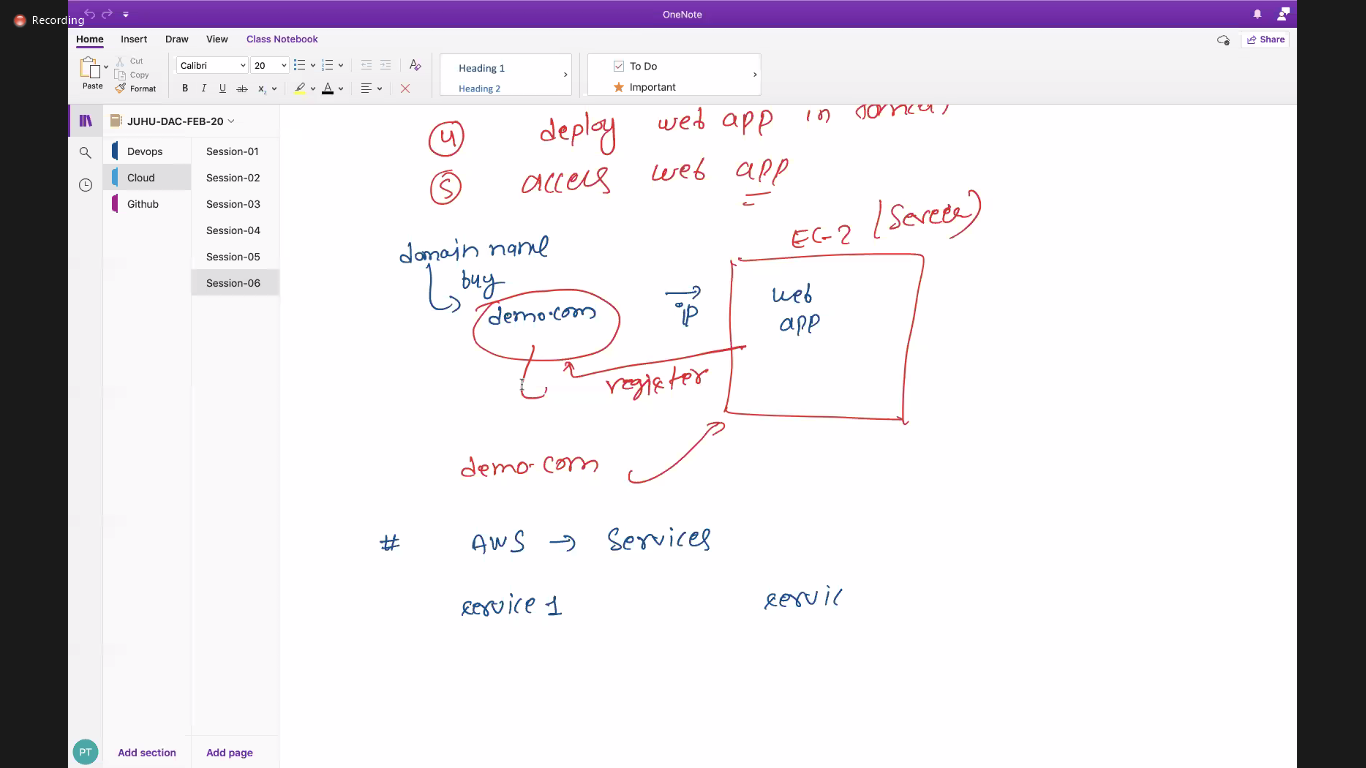 Recording
OneNote
Home Insert Draw View Class Notebook
Share
Paste
Cut
Copy
Format
Calibri 20
B I U ab x₂ A
Heading 1
Heading 2
To Do
Important
JUHU-DAC-FEB-20
Devops
Cloud
Github
Session-01
Session-02
Session-03
Session-04
Session-05
Session-06
Add section
Add page
PT
4 deploy web app in
5 access web app
EC-2 (Server)
domain name
buy
demo.com
ip
web
app
register
demo.com
# AWS → Services
service 1 servic